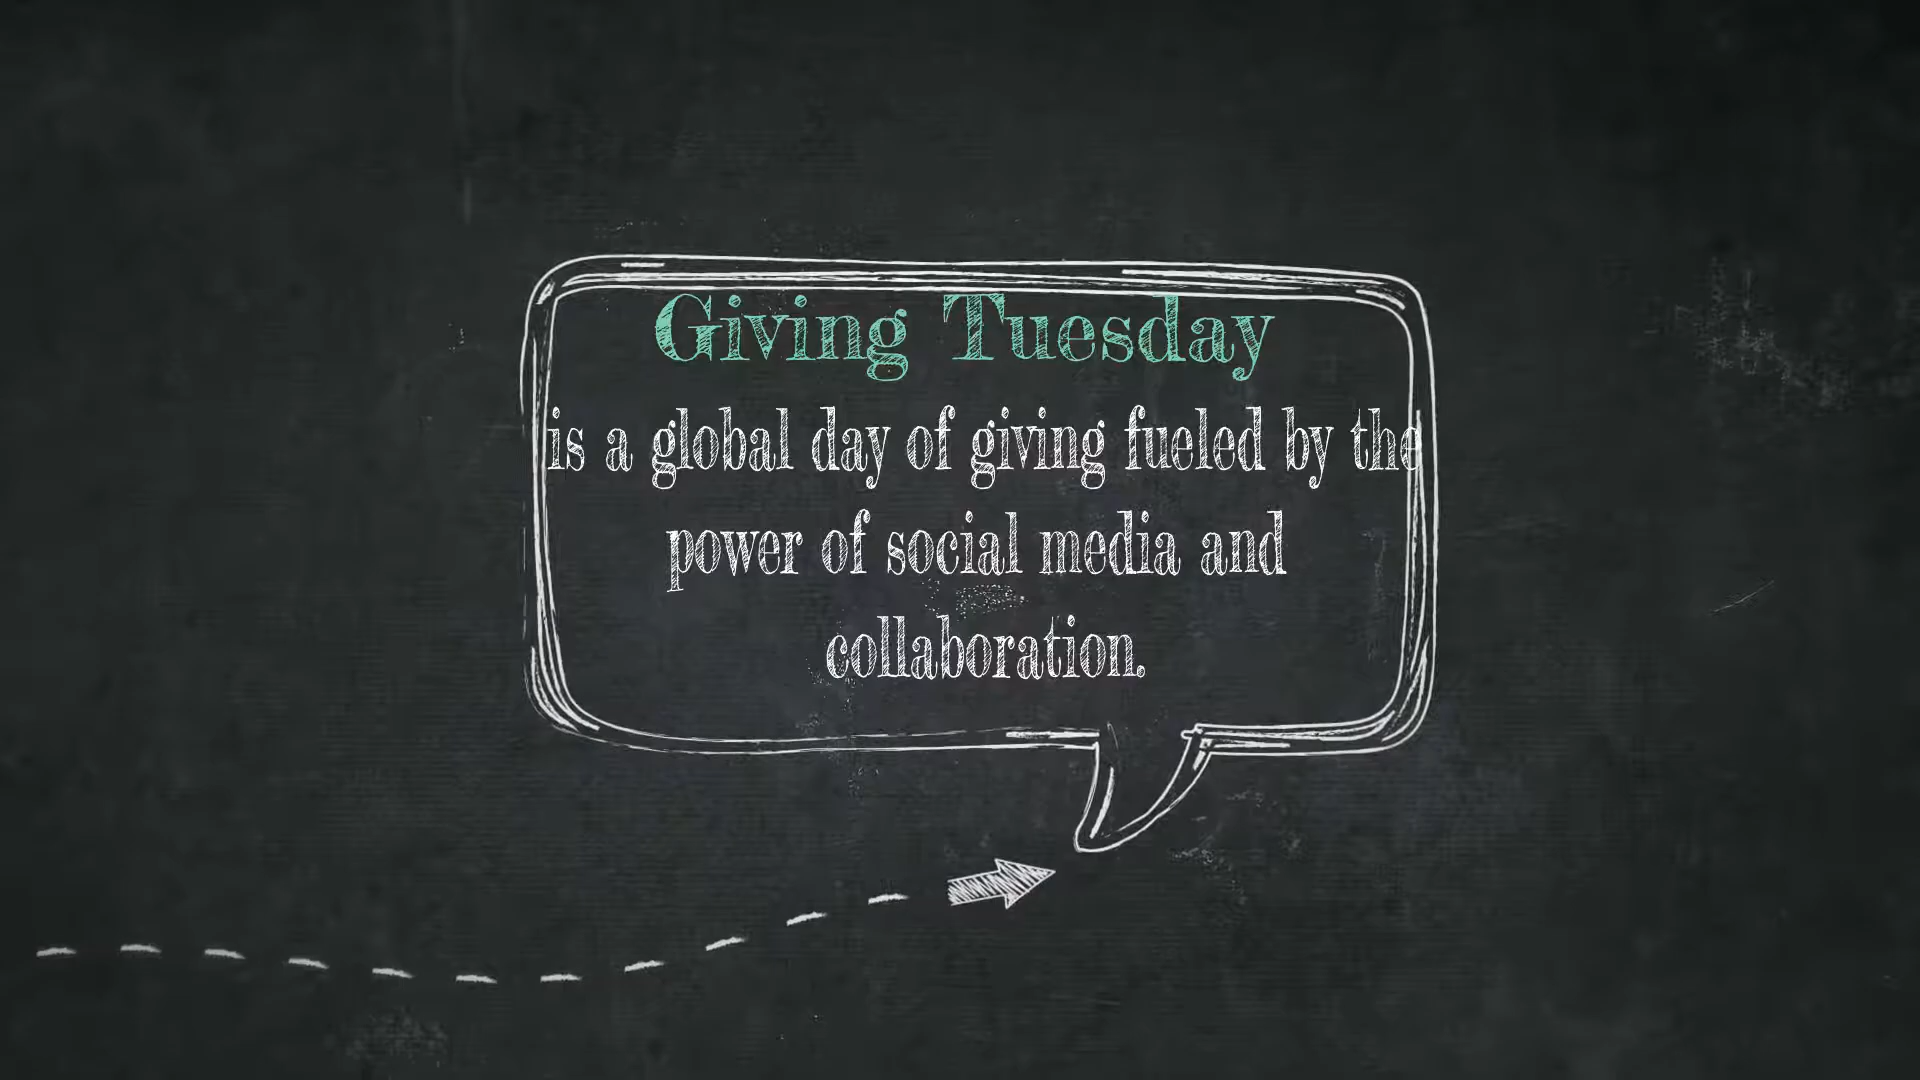 Giving Tuesday
is a global day of giving fueled by the
power of social media and
collaboration.